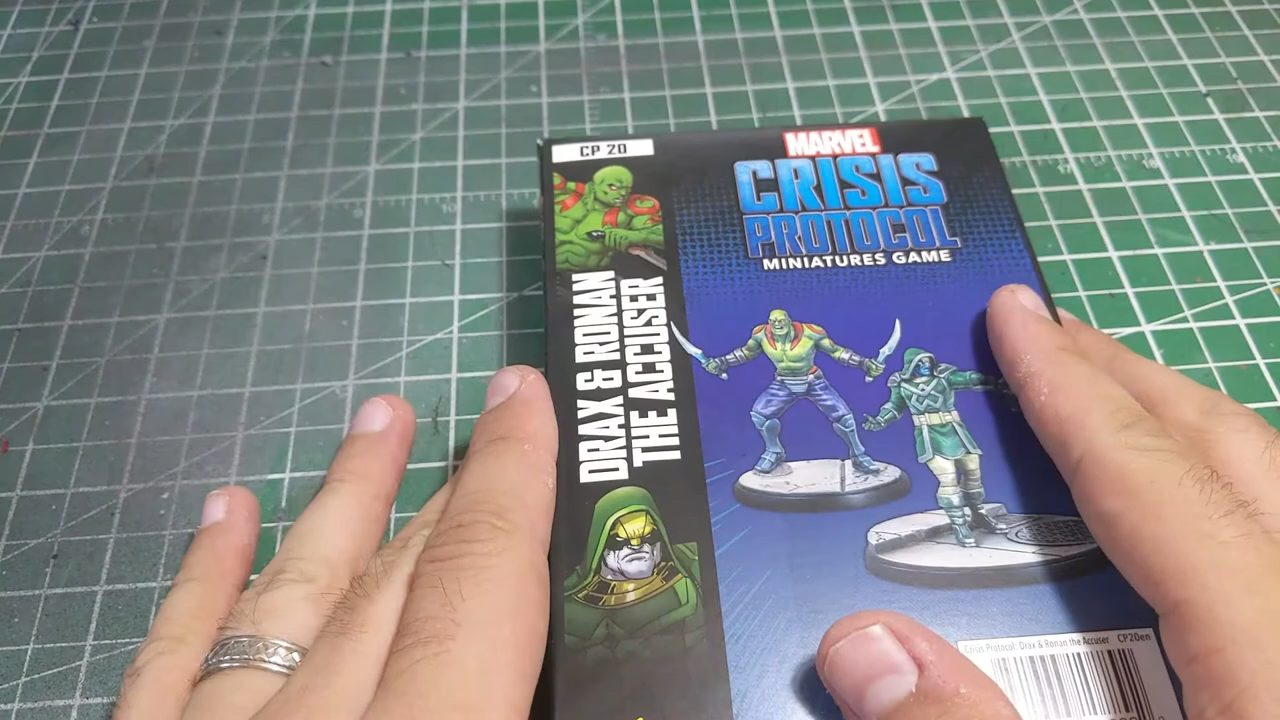 CP 20
DRAX & RONAN
THE ACCUSER
MARVEL
CRISIS
PROTOCOL
MINIATURES GAME
Crisis Protocol: Drax & Ronan the Accuser CP20en